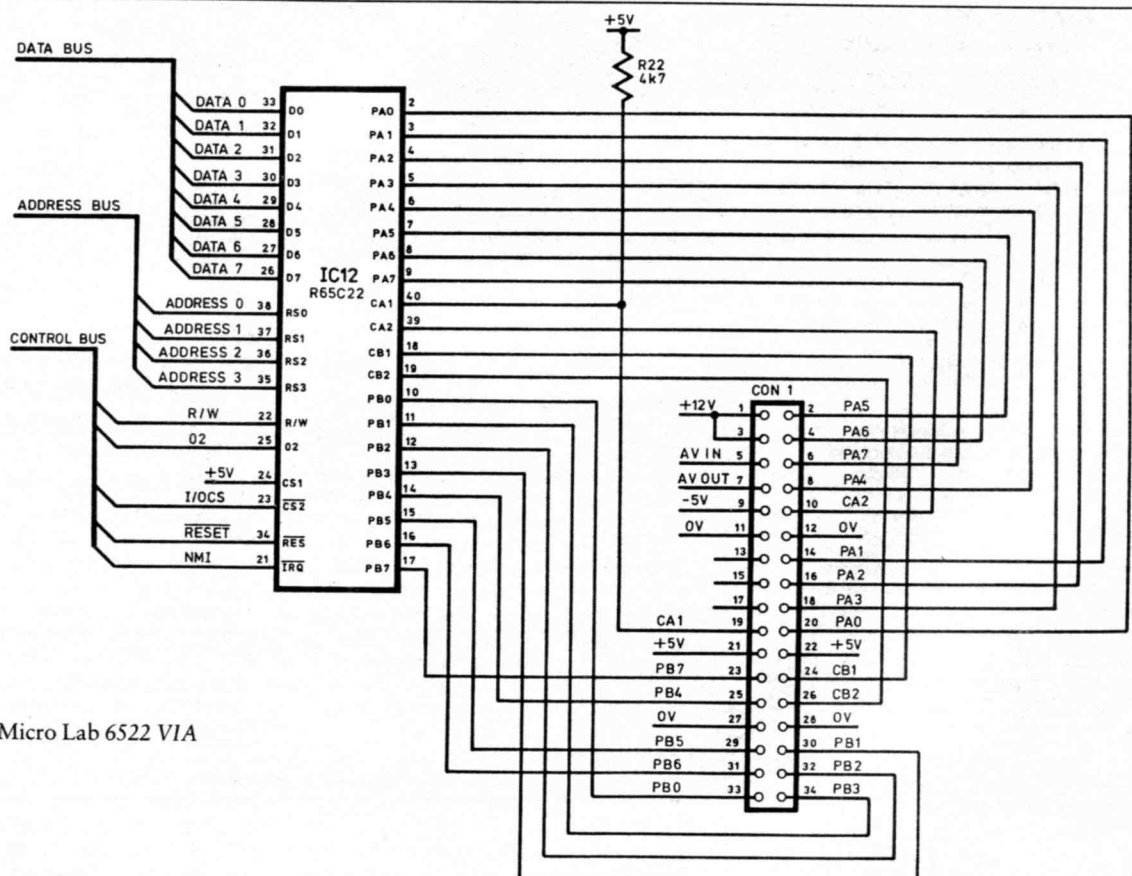 +5V
R22
4k7
DATA BUS
ADDRESS BUS
CONTROL BUS
DATA 0 33 D0
DATA 1 32 D1
DATA 2 31 D2
DATA 3 30 D3
DATA 4 29 D4
DATA 5 28 D5
DATA 6 27 D6
DATA 7 26 D7
ADDRESS 0 38 RS0
ADDRESS 1 37 RS1
ADDRESS 2 36 RS2
ADDRESS 3 35 RS3
R/W 22 R/W
02 25 02
+5V 24 CS1
I/OCS 23 CS2
RESET 34 RES
NMI 21 IRQ
IC12
R65C22
PA0 2
PA1 3
PA2 4
PA3 5
PA4 6
PA5 7
PA6 8
PA7 9
CA1 40
CA2 39
CB1 18
CB2 19
PB0 10
PB1 11
PB2 12
PB3 13
PB4 14
PB5 15
PB6 16
PB7 17
CON 1
+12V 1 2 PA5
3 4 PA6
AV IN 5 6 PA7
AV OUT 7 8 PA4
-5V 9 10 CA2
0V 11 12 0V
13 14 PA1
15 16 PA2
17 18 PA3
CA1 19 20 PA0
+5V 21 22 +5V
PB7 23 24 CB1
PB4 25 26 CB2
0V 27 28 0V
PB5 29 30 PB1
PB6 31 32 PB2
PB0 33 34 PB3
Micro Lab 6522 VIA